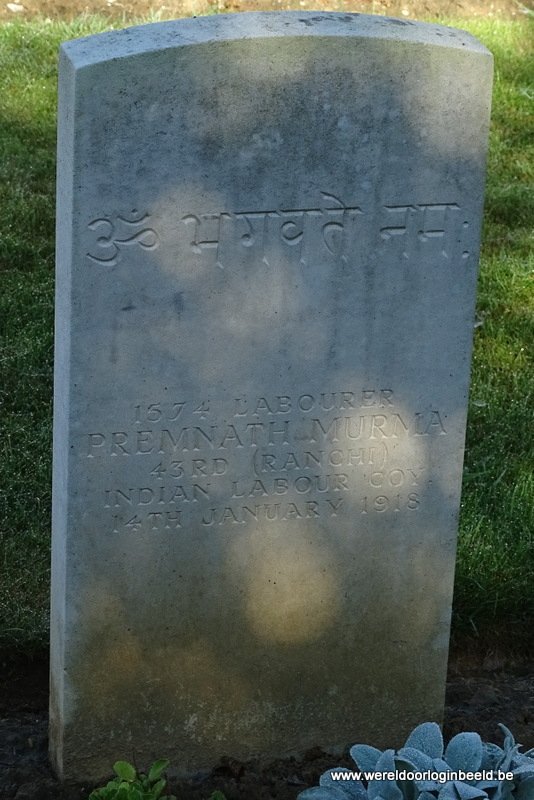 ॐ भगवते नमः
1574 LABOURER
PREMNATH MURMA
43RD (RANCHI)
INDIAN LABOUR COY.
14TH JANUARY 1918
www.wereldoorloginbeeld.be